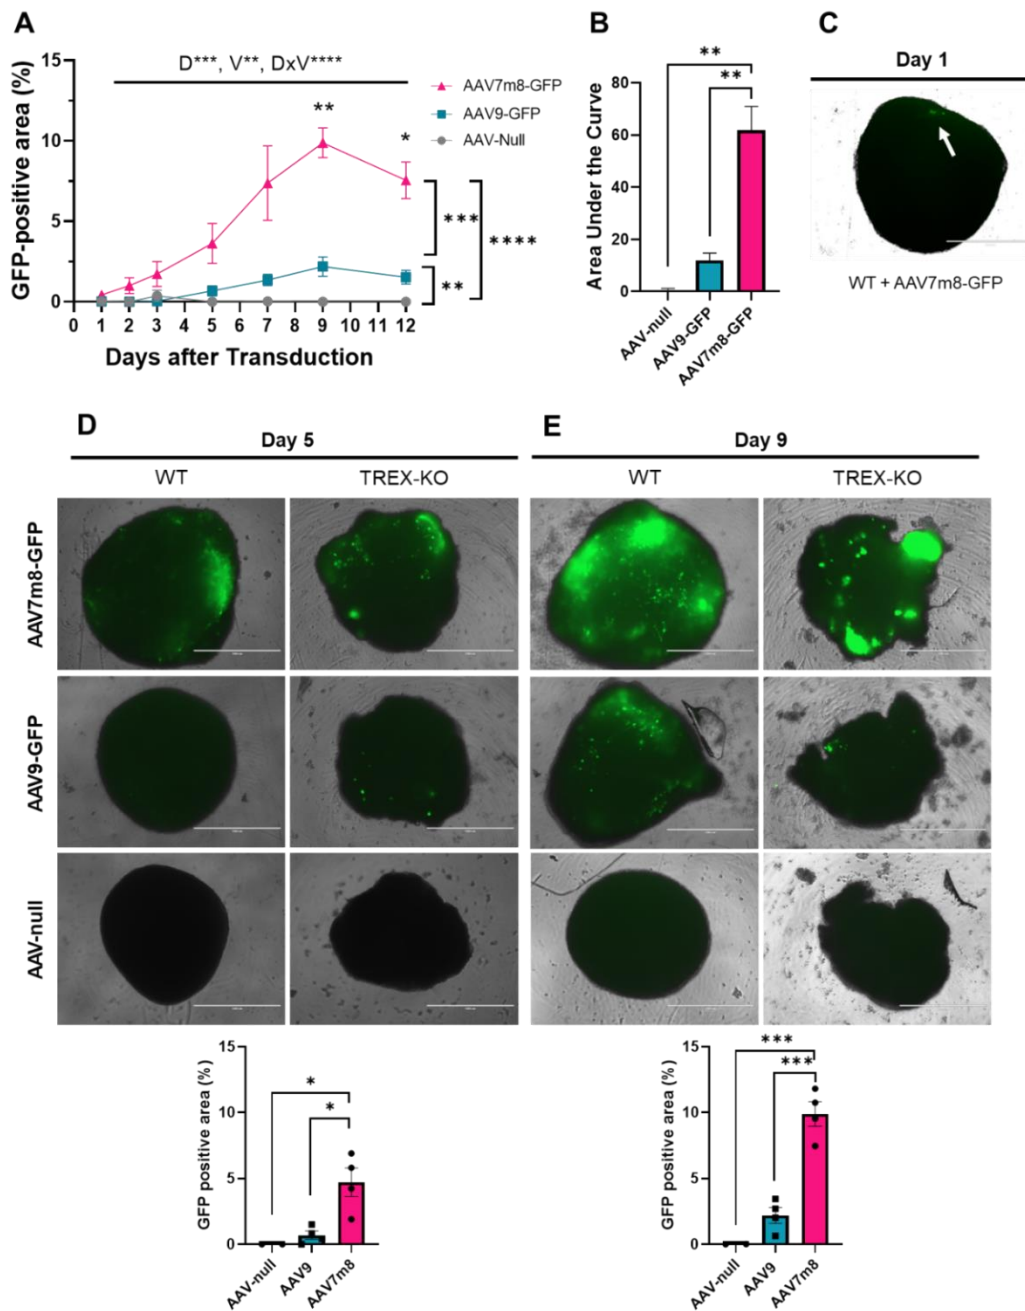 A
D***, V**, DxV****
GFP-positive area (%)
15
10
5
0
**
*
***
****
**
AAV7m8-GFP
AAV9-GFP
AAV-Null
0 1 2 3 4 5 6 7 8 9 10 11 12
Days after Transduction
B
**
**
Area Under the Curve
80
60
40
20
0
AAV-null
AAV9-GFP
AAV7m8-GFP
C
Day 1
WT + AAV7m8-GFP
D
Day 5
WT TREX-KO
E
Day 9
WT TREX-KO
AAV7m8-GFP
AAV9-GFP
AAV-null
GFP positive area (%)
15
10
5
0
*
*
AAV-null
AAV9
AAV7m8
GFP positive area (%)
15
10
5
0
***
***
AAV-null
AAV9
AAV7m8